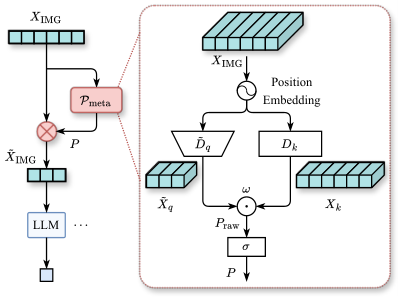 X_IMG
P_meta
P
X̃_IMG
LLM ...
X_IMG
Position
Embedding
D̃_q
D_k
X̃_q
ω
X_k
P_raw
σ
P